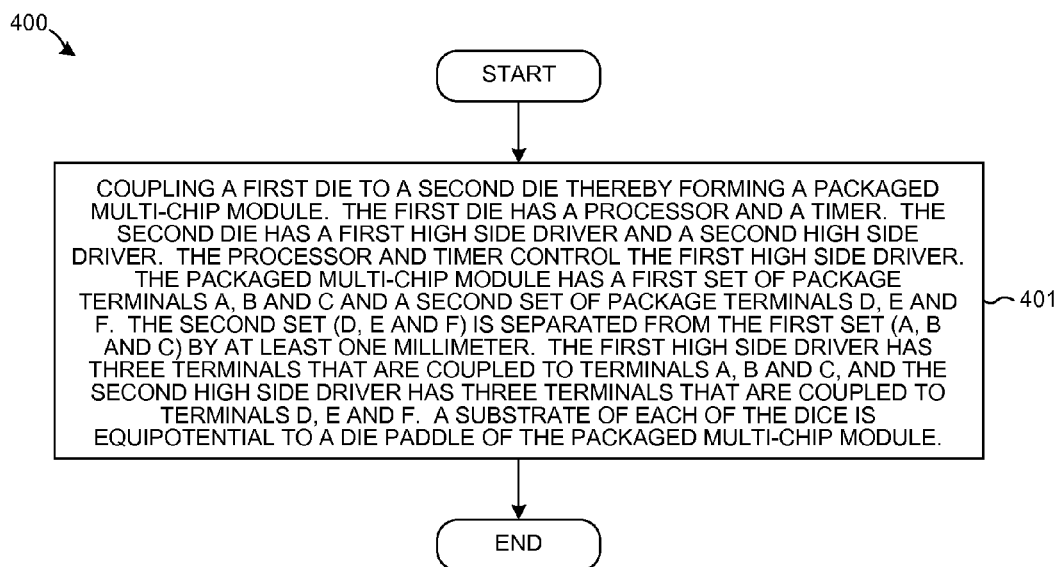 400
START
COUPLING A FIRST DIE TO A SECOND DIE THEREBY FORMING A PACKAGED
MULTI-CHIP MODULE. THE FIRST DIE HAS A PROCESSOR AND A TIMER. THE
SECOND DIE HAS A FIRST HIGH SIDE DRIVER AND A SECOND HIGH SIDE
DRIVER. THE PROCESSOR AND TIMER CONTROL THE FIRST HIGH SIDE DRIVER.
THE PACKAGED MULTI-CHIP MODULE HAS A FIRST SET OF PACKAGE
TERMINALS A, B AND C AND A SECOND SET OF PACKAGE TERMINALS D, E AND
F. THE SECOND SET (D, E AND F) IS SEPARATED FROM THE FIRST SET (A, B
AND C) BY AT LEAST ONE MILLIMETER. THE FIRST HIGH SIDE DRIVER HAS
THREE TERMINALS THAT ARE COUPLED TO TERMINALS A, B AND C, AND THE
SECOND HIGH SIDE DRIVER HAS THREE TERMINALS THAT ARE COUPLED TO
TERMINALS D, E AND F. A SUBSTRATE OF EACH OF THE DICE IS
EQUIPOTENTIAL TO A DIE PADDLE OF THE PACKAGED MULTI-CHIP MODULE.
401
END